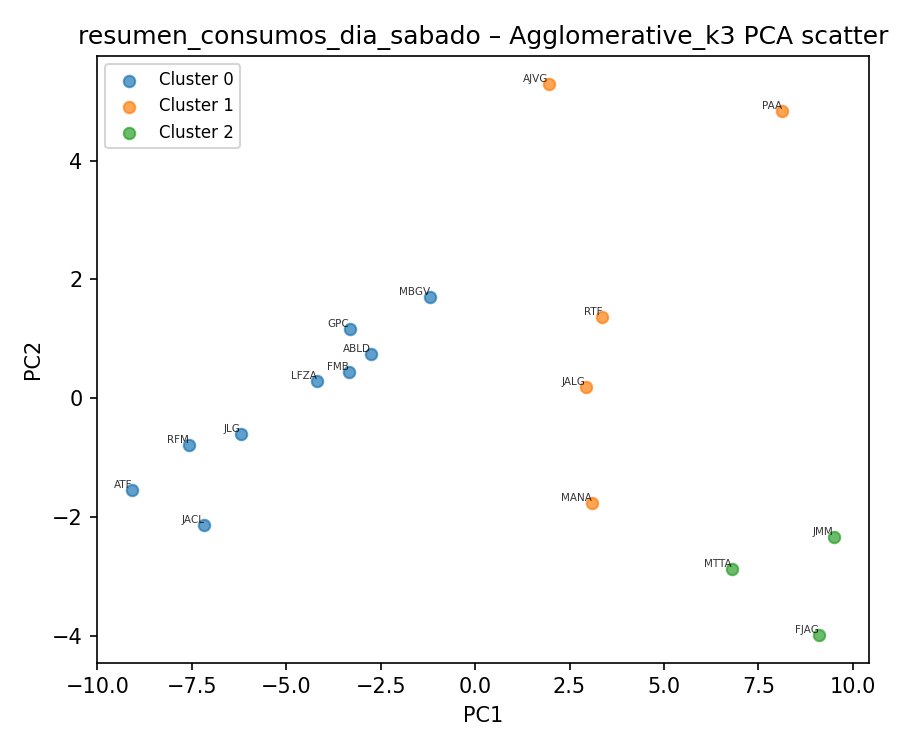 resumen_consumos_dia_sabado – Agglomerative_k3 PCA scatter
Cluster 0
Cluster 1
Cluster 2
AJVG
PAA
MBGV
RTF
GPC
ABLD
FMB
LFZA
JALG
JLG
RFM
ATF
JACL
MANA
JMM
MTTA
FJAG
4
2
0
−2
−4
PC2
−10.0 −7.5 −5.0 −2.5 0.0 2.5 5.0 7.5 10.0
PC1